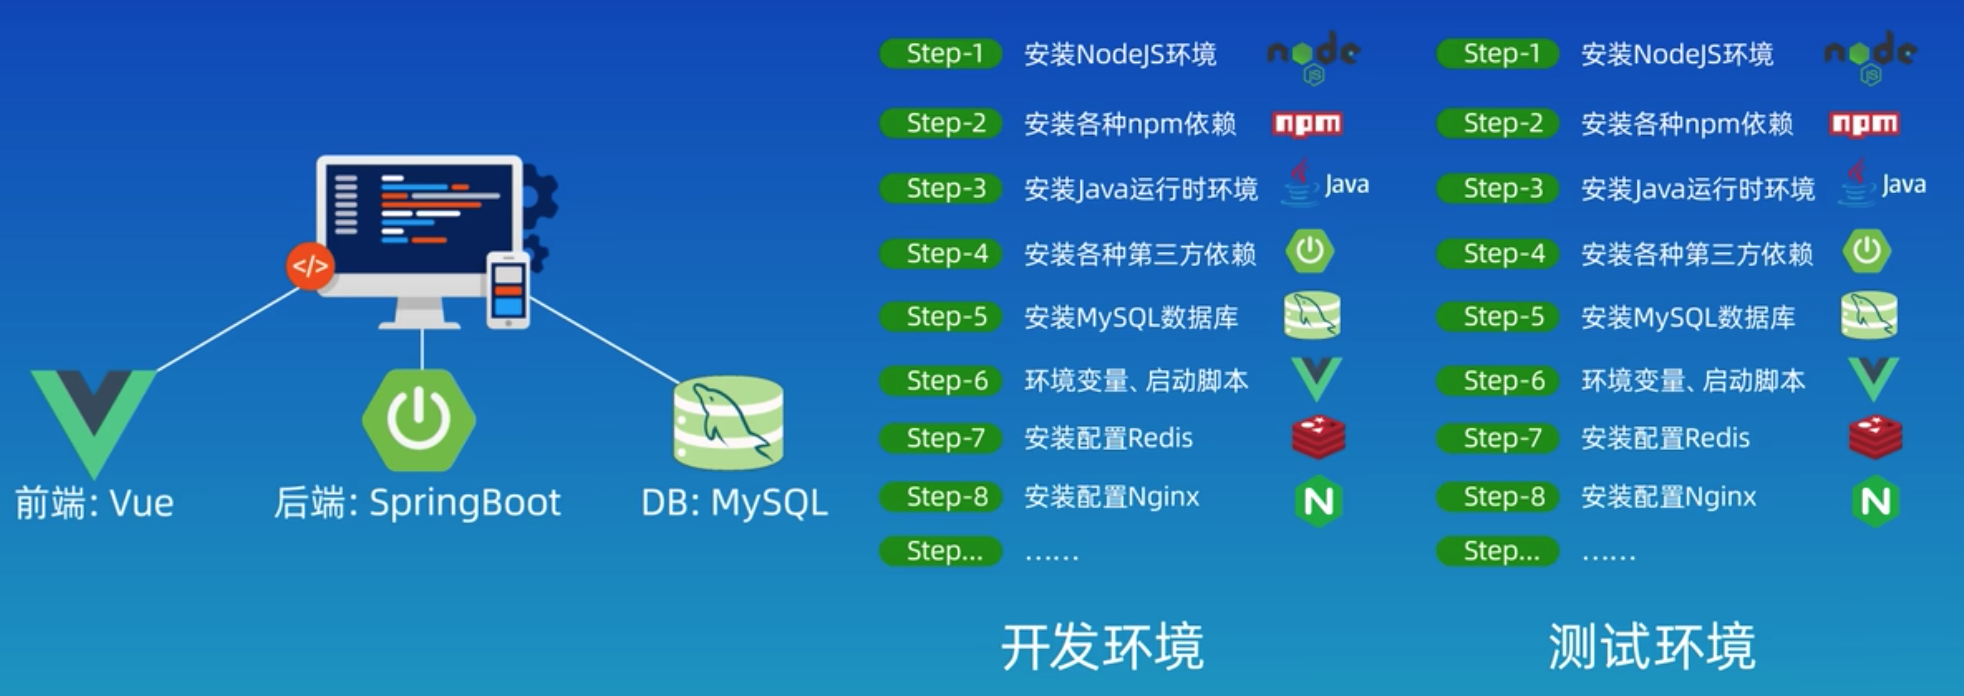 </>
前端: Vue
后端: SpringBoot
DB: MySQL
Step-1 安装NodeJS环境 node JS
Step-2 安装各种npm依赖 npm
Step-3 安装Java运行时环境 Java
Step-4 安装各种第三方依赖
Step-5 安装MySQL数据库
Step-6 环境变量、启动脚本
Step-7 安装配置Redis
Step-8 安装配置Nginx N
Step... ……
开发环境
Step-1 安装NodeJS环境 node JS
Step-2 安装各种npm依赖 npm
Step-3 安装Java运行时环境 Java
Step-4 安装各种第三方依赖
Step-5 安装MySQL数据库
Step-6 环境变量、启动脚本
Step-7 安装配置Redis
Step-8 安装配置Nginx N
Step... ……
测试环境